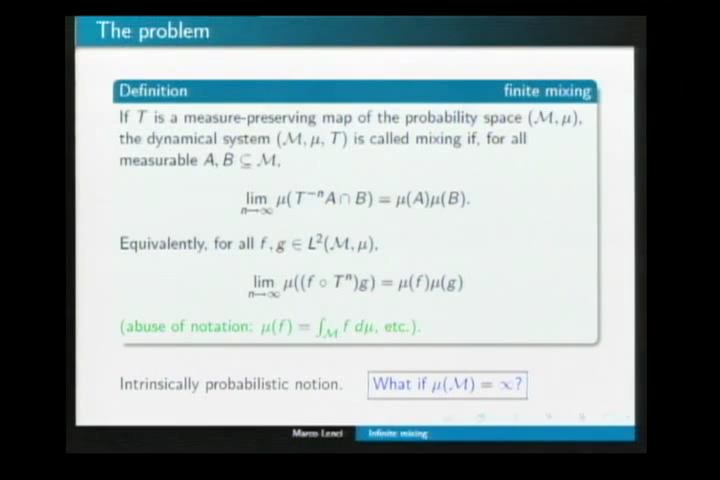 The problem
Definition finite mixing
If T is a measure-preserving map of the probability space (ℳ, μ),
the dynamical system (ℳ, μ, T) is called mixing if, for all
measurable A, B ⊆ ℳ,
lim_{n→∞} μ(T⁻ⁿA ∩ B) = μ(A)μ(B).
Equivalently, for all f, g ∈ L²(ℳ, μ),
lim_{n→∞} μ((f ∘ Tⁿ)g) = μ(f)μ(g)
(abuse of notation: μ(f) = ∫_ℳ f dμ, etc.).
Intrinsically probabilistic notion. What if μ(ℳ) = ∞?
Marco Lenci Infinite mixing